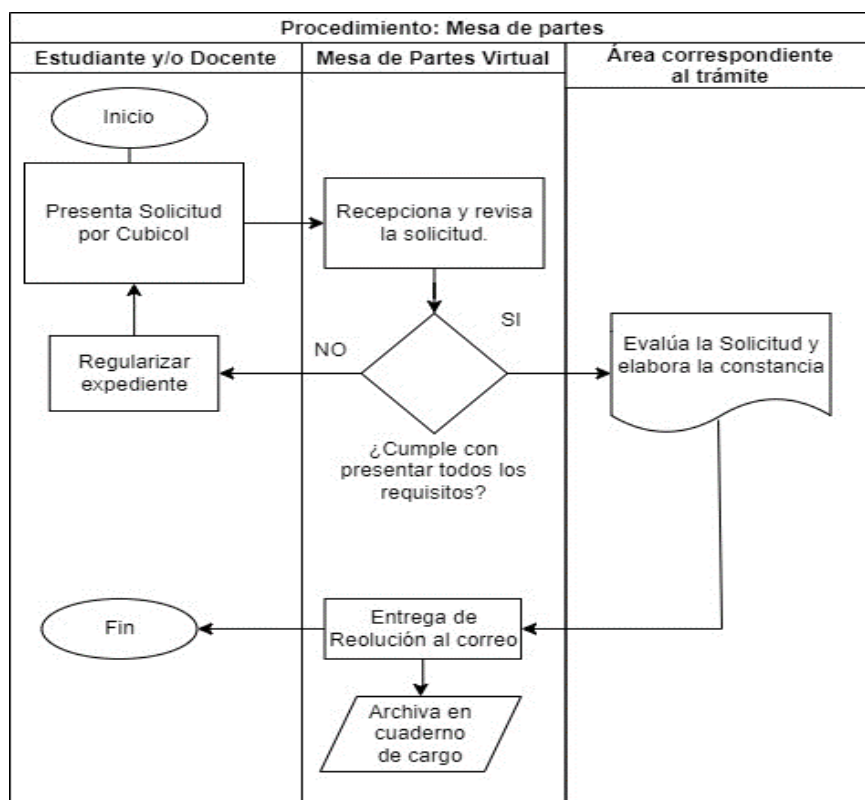 Procedimiento: Mesa de partes
Estudiante y/o Docente
Mesa de Partes Virtual
Área correspondiente
al trámite
Inicio
Presenta Solicitud
por Cubicol
Recepciona y revisa
la solicitud.
SI
NO
Regularizar
expediente
Evalúa la Solicitud y
elabora la constancia
¿Cumple con
presentar todos los
requisitos?
Fin
Entrega de
Reolución al correo
Archiva en
cuaderno
de cargo